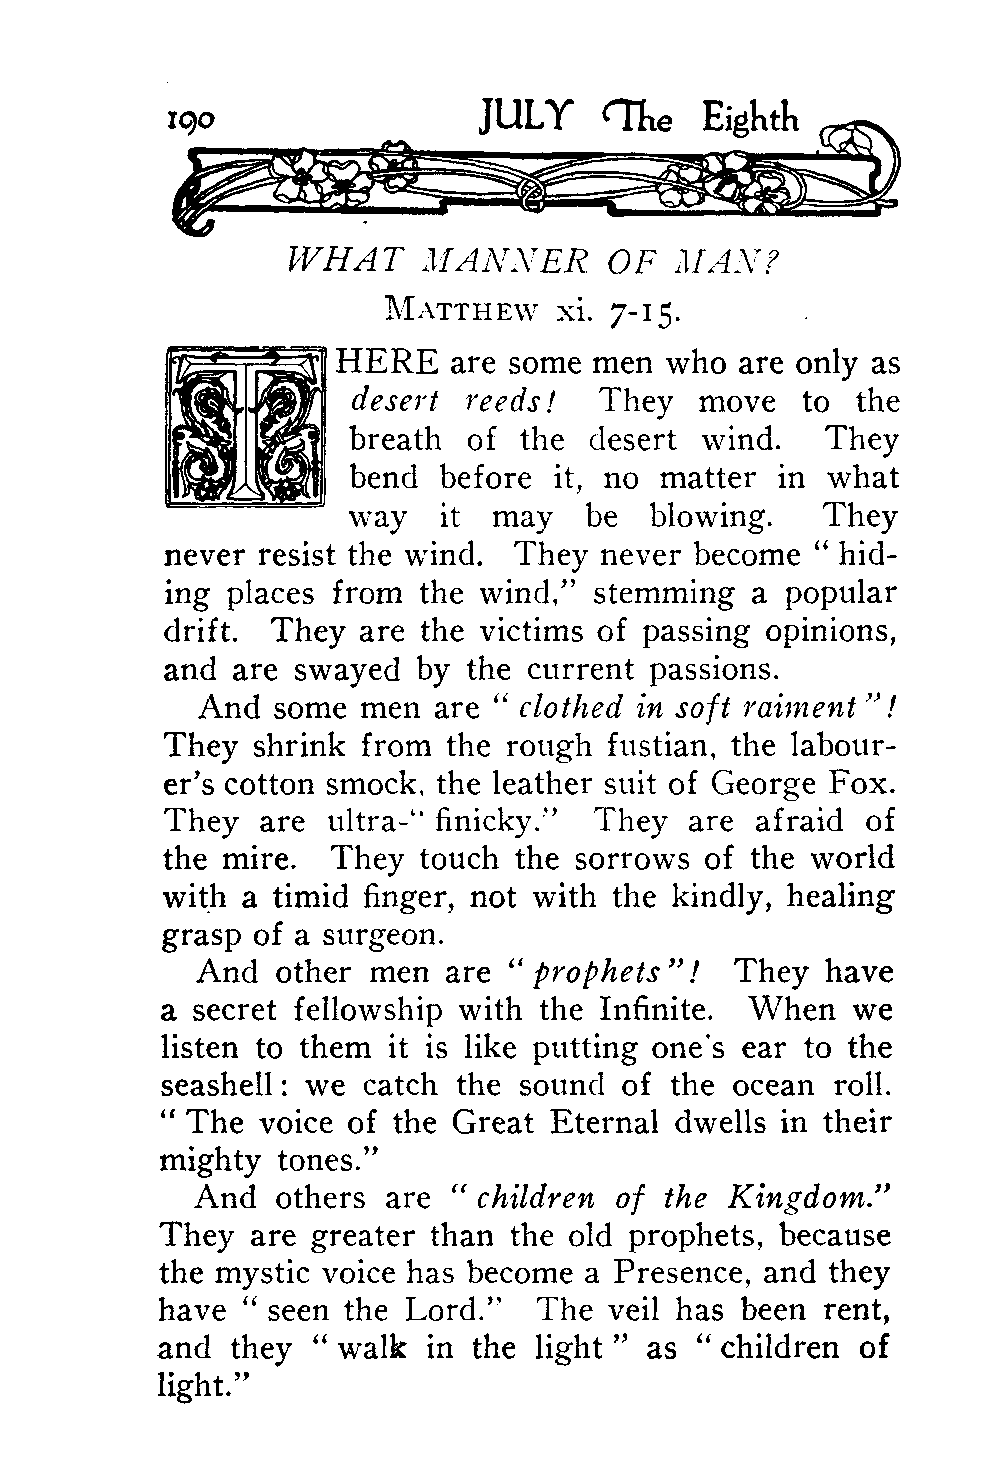 190 JULY The Eighth
WHAT MANNER OF MAN?
MATTHEW xi. 7-15.
THERE are some men who are only as
desert reeds! They move to the
breath of the desert wind. They
bend before it, no matter in what
way it may be blowing. They
never resist the wind. They never become “ hid-
ing places from the wind,” stemming a popular
drift. They are the victims of passing opinions,
and are swayed by the current passions.
And some men are “ clothed in soft raiment ”!
They shrink from the rough fustian, the labour-
er’s cotton smock, the leather suit of George Fox.
They are ultra-“ finicky.” They are afraid of
the mire. They touch the sorrows of the world
with a timid finger, not with the kindly, healing
grasp of a surgeon.
And other men are “ prophets ”! They have
a secret fellowship with the Infinite. When we
listen to them it is like putting one’s ear to the
seashell: we catch the sound of the ocean roll.
“ The voice of the Great Eternal dwells in their
mighty tones.”
And others are “ children of the Kingdom.”
They are greater than the old prophets, because
the mystic voice has become a Presence, and they
have “ seen the Lord.” The veil has been rent,
and they “ walk in the light ” as “ children of
light.”